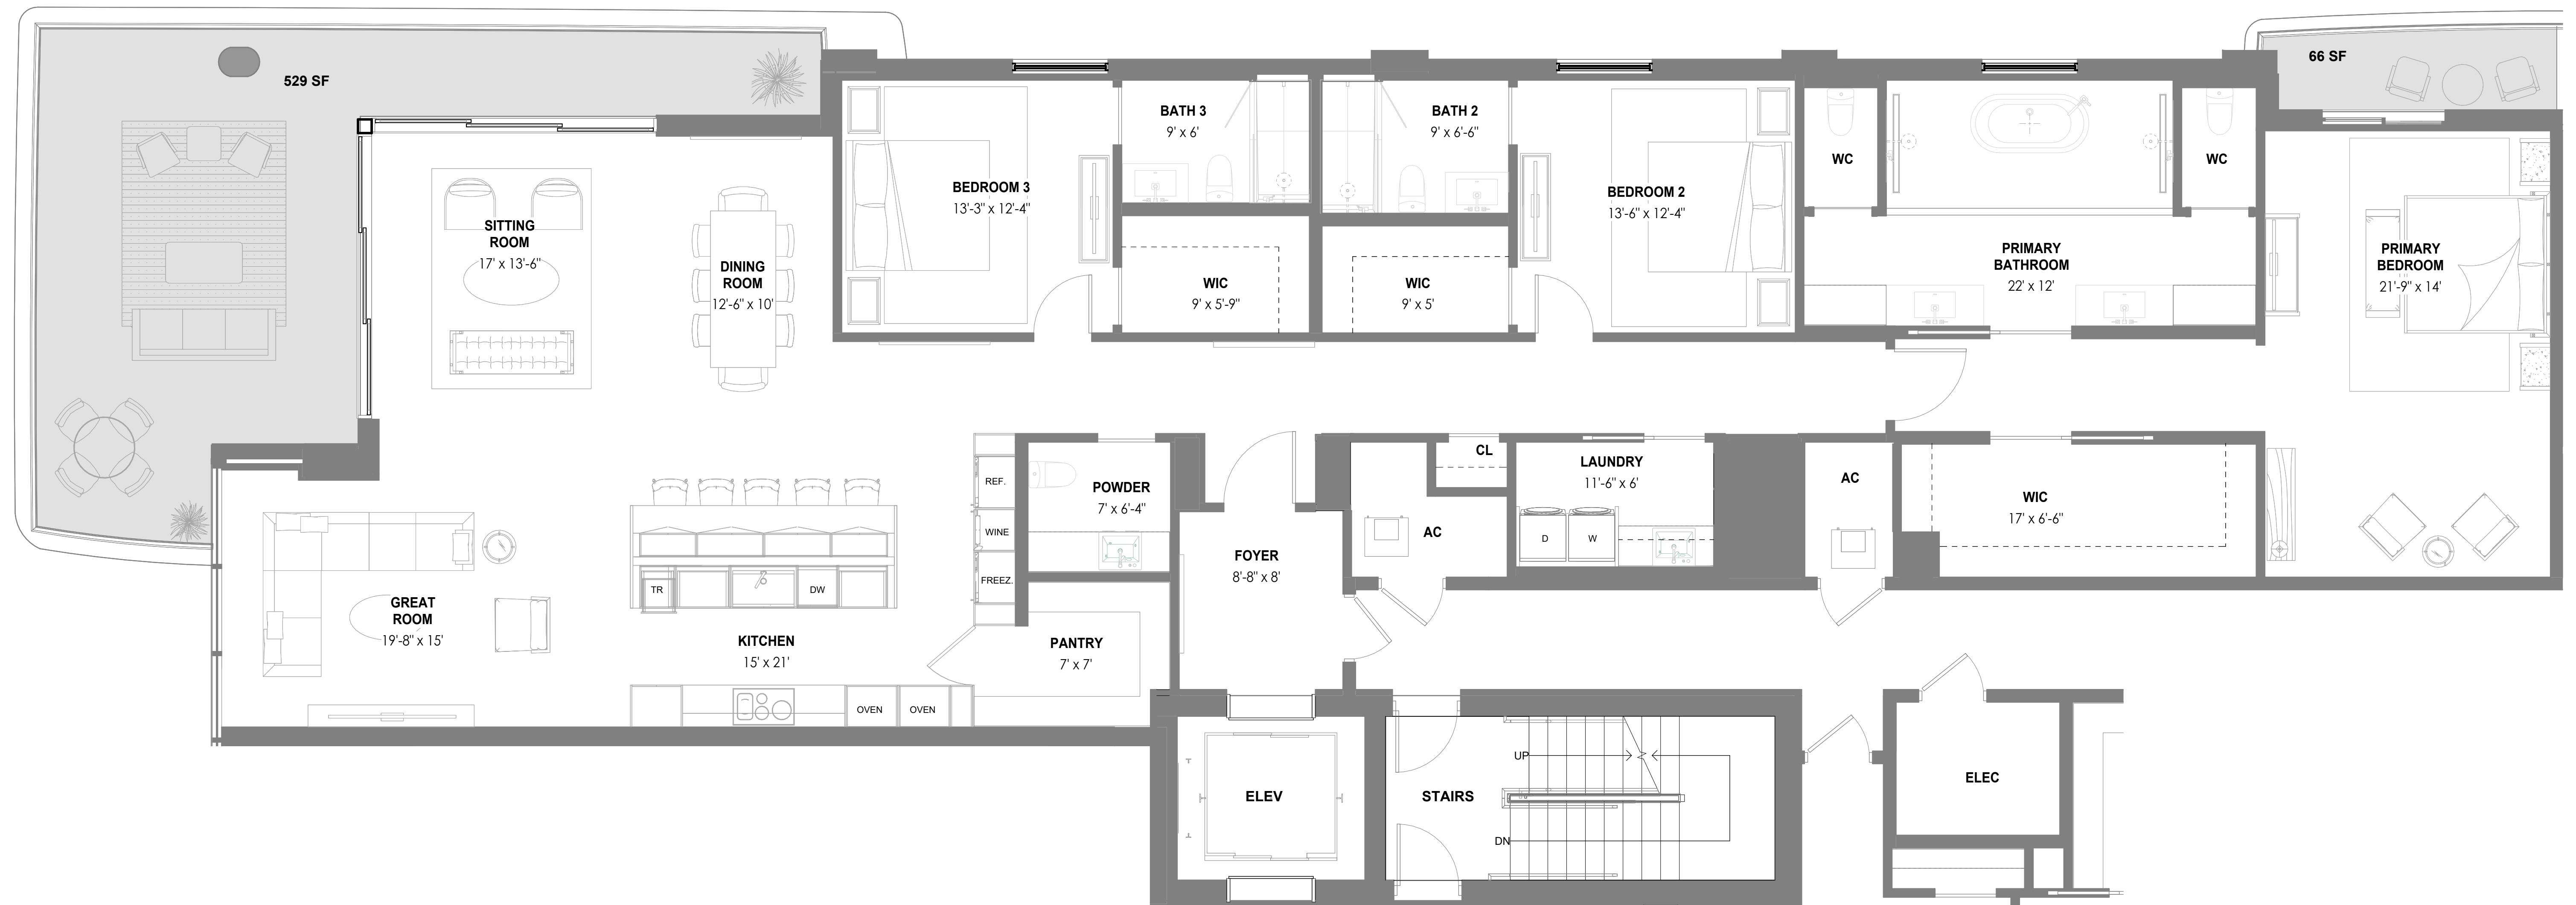 529 SF
66 SF
BATH 3
9' x 6'
BATH 2
9' x 6'-6"
WC
WC
BEDROOM 3
13'-3" x 12'-4"
BEDROOM 2
13'-6" x 12'-4"
SITTING
ROOM
17' x 13'-6"
DINING
ROOM
12'-6" x 10'
WIC
9' x 5'-9"
WIC
9' x 5'
PRIMARY
BATHROOM
22' x 12'
PRIMARY
BEDROOM
21'-9" x 14'
CL
LAUNDRY
11'-6" x 6'
REF.
WINE
FREEZ.
POWDER
7' x 6'-4"
AC
AC
WIC
17' x 6'-6"
D
W
FOYER
8'-8" x 8'
TR
DW
GREAT
ROOM
19'-8" x 15'
KITCHEN
15' x 21'
PANTRY
7' x 7'
OVEN
OVEN
UP
ELEV
STAIRS
DN
ELEC